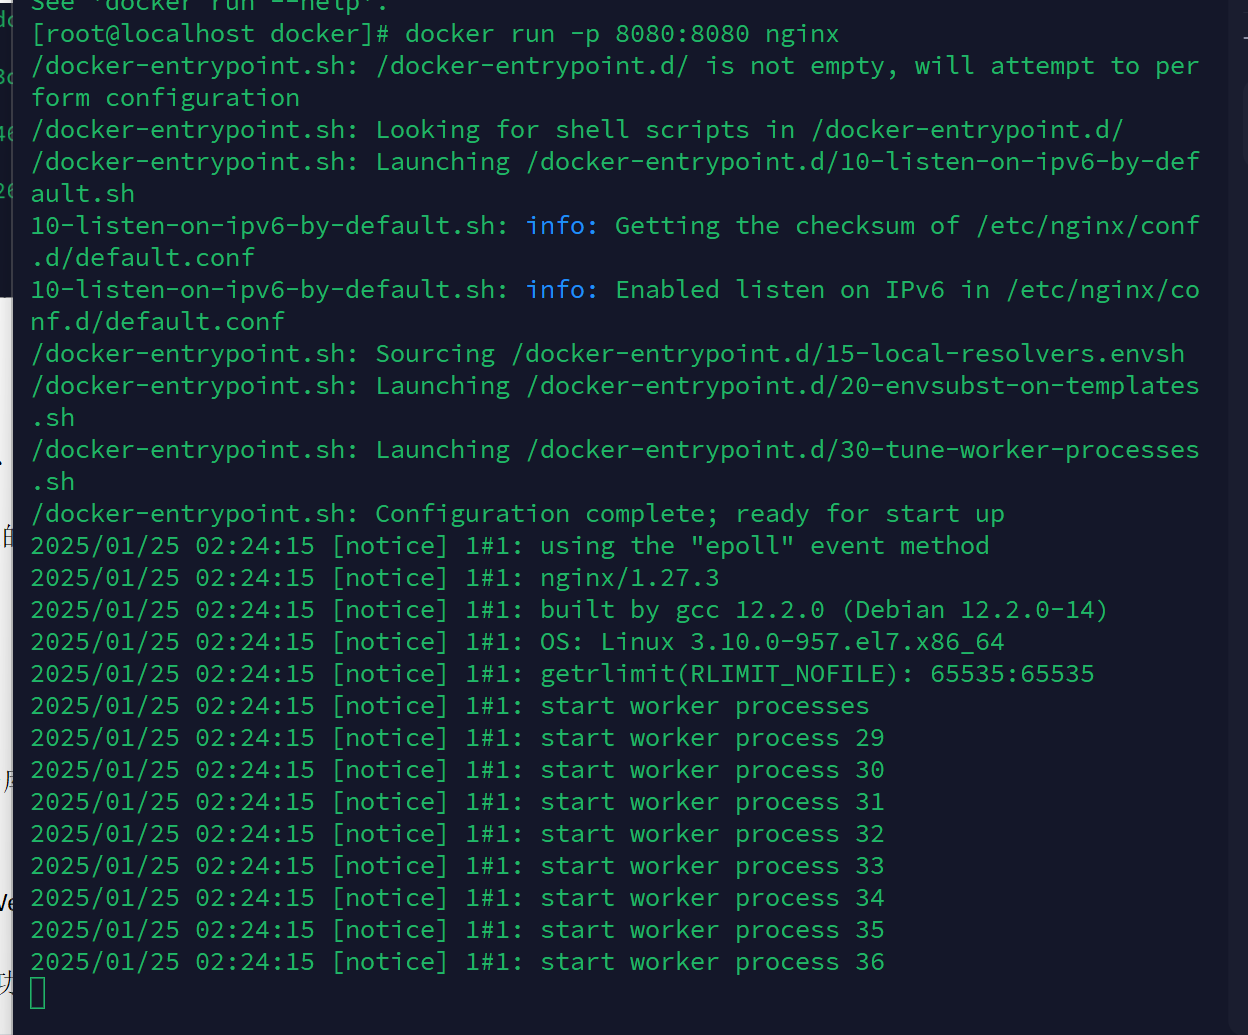 See 'docker run --help'.
[root@localhost docker]# docker run -p 8080:8080 nginx
/docker-entrypoint.sh: /docker-entrypoint.d/ is not empty, will attempt to per
form configuration
/docker-entrypoint.sh: Looking for shell scripts in /docker-entrypoint.d/
/docker-entrypoint.sh: Launching /docker-entrypoint.d/10-listen-on-ipv6-by-def
ault.sh
10-listen-on-ipv6-by-default.sh: info: Getting the checksum of /etc/nginx/conf
.d/default.conf
10-listen-on-ipv6-by-default.sh: info: Enabled listen on IPv6 in /etc/nginx/co
nf.d/default.conf
/docker-entrypoint.sh: Sourcing /docker-entrypoint.d/15-local-resolvers.envsh
/docker-entrypoint.sh: Launching /docker-entrypoint.d/20-envsubst-on-templates
.sh
/docker-entrypoint.sh: Launching /docker-entrypoint.d/30-tune-worker-processes
.sh
/docker-entrypoint.sh: Configuration complete; ready for start up
2025/01/25 02:24:15 [notice] 1#1: using the "epoll" event method
2025/01/25 02:24:15 [notice] 1#1: nginx/1.27.3
2025/01/25 02:24:15 [notice] 1#1: built by gcc 12.2.0 (Debian 12.2.0-14)
2025/01/25 02:24:15 [notice] 1#1: OS: Linux 3.10.0-957.el7.x86_64
2025/01/25 02:24:15 [notice] 1#1: getrlimit(RLIMIT_NOFILE): 65535:65535
2025/01/25 02:24:15 [notice] 1#1: start worker processes
2025/01/25 02:24:15 [notice] 1#1: start worker process 29
2025/01/25 02:24:15 [notice] 1#1: start worker process 30
2025/01/25 02:24:15 [notice] 1#1: start worker process 31
2025/01/25 02:24:15 [notice] 1#1: start worker process 32
2025/01/25 02:24:15 [notice] 1#1: start worker process 33
2025/01/25 02:24:15 [notice] 1#1: start worker process 34
2025/01/25 02:24:15 [notice] 1#1: start worker process 35
2025/01/25 02:24:15 [notice] 1#1: start worker process 36